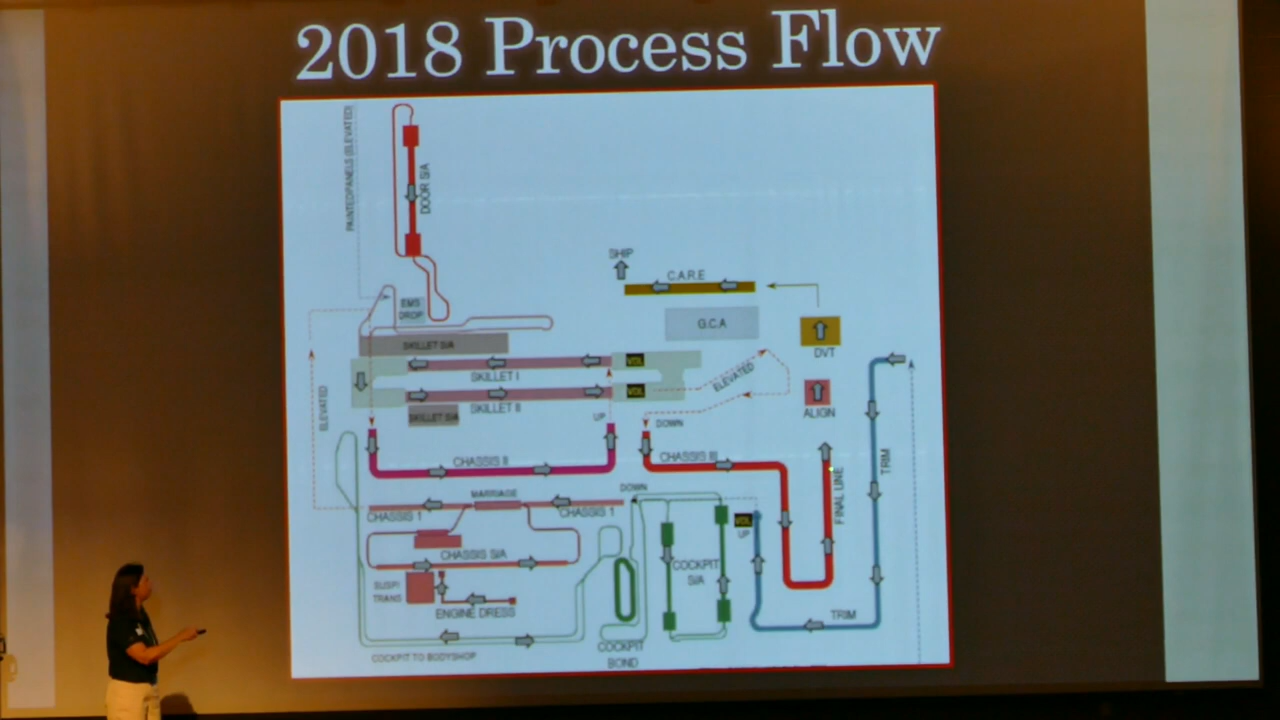 2018 Process Flow
PAINTED PANELS (ELEVATED)
DOOR S/A
SHIP
C.A.R.E
EMS
DROP
G.C.A
SKILLET S/A
DVT
VDL
SKILLET I
ELEVATED
VDL
ELEVATED
SKILLET II
ALIGN
SKILLET S/A
UP
DOWN
CHASSIS II
CHASSIS III
TRIM
FINAL LINE
MARRIAGE
DOWN
CHASSIS 1
CHASSIS 1
VDL
UP
CHASSIS S/A
COCKPIT
S/A
SUSP/
TRANS
ENGINE DRESS
TRIM
COCKPIT TO BODYSHOP
COCKPIT
BOND